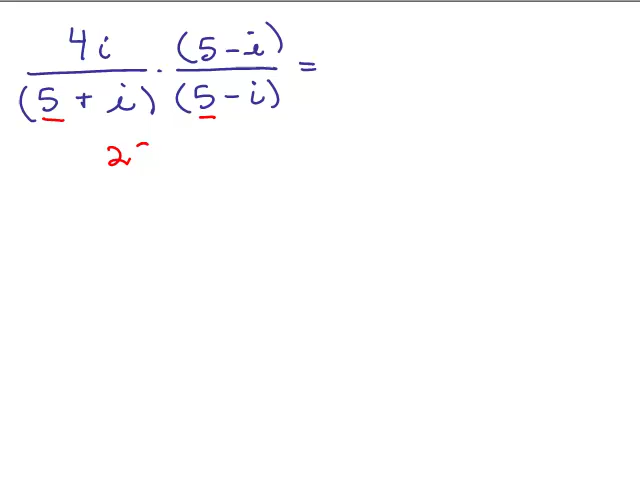 4i / (5 + i) · (5 - i) / (5 - i) =
2